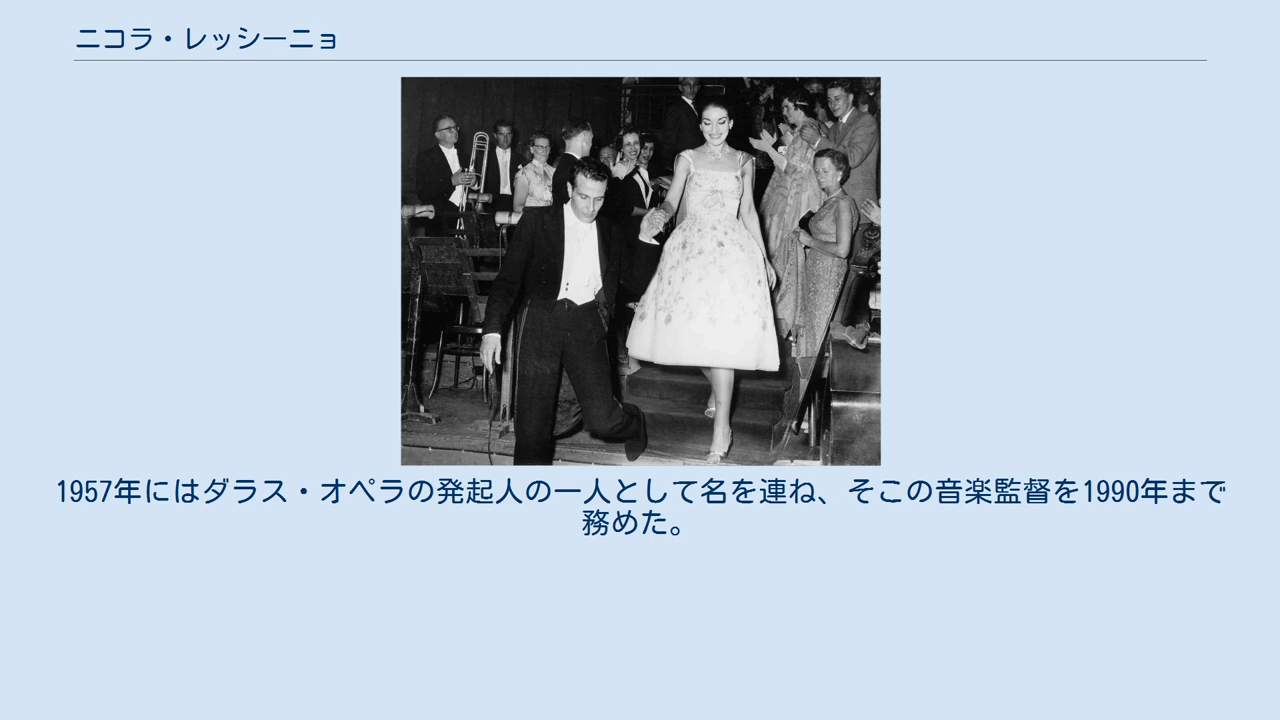 ニコラ・レッシーニョ
1957年にはダラス・オペラの発起人の一人として名を連ね、そこの音楽監督を1990年まで
務めた。